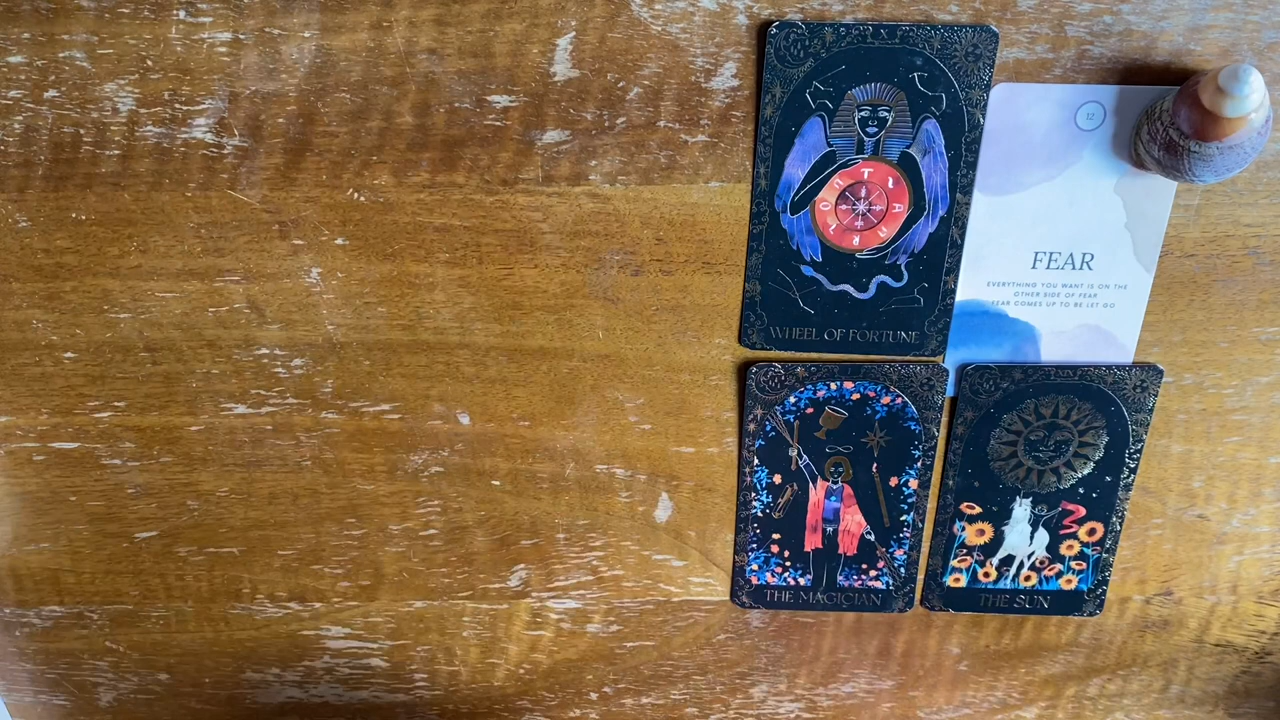 X
WHEEL OF FORTUNE
12
FEAR
EVERYTHING YOU WANT IS ON THE
OTHER SIDE OF FEAR
FEAR COMES UP TO BE LET GO
I
THE MAGICIAN
XIX
THE SUN